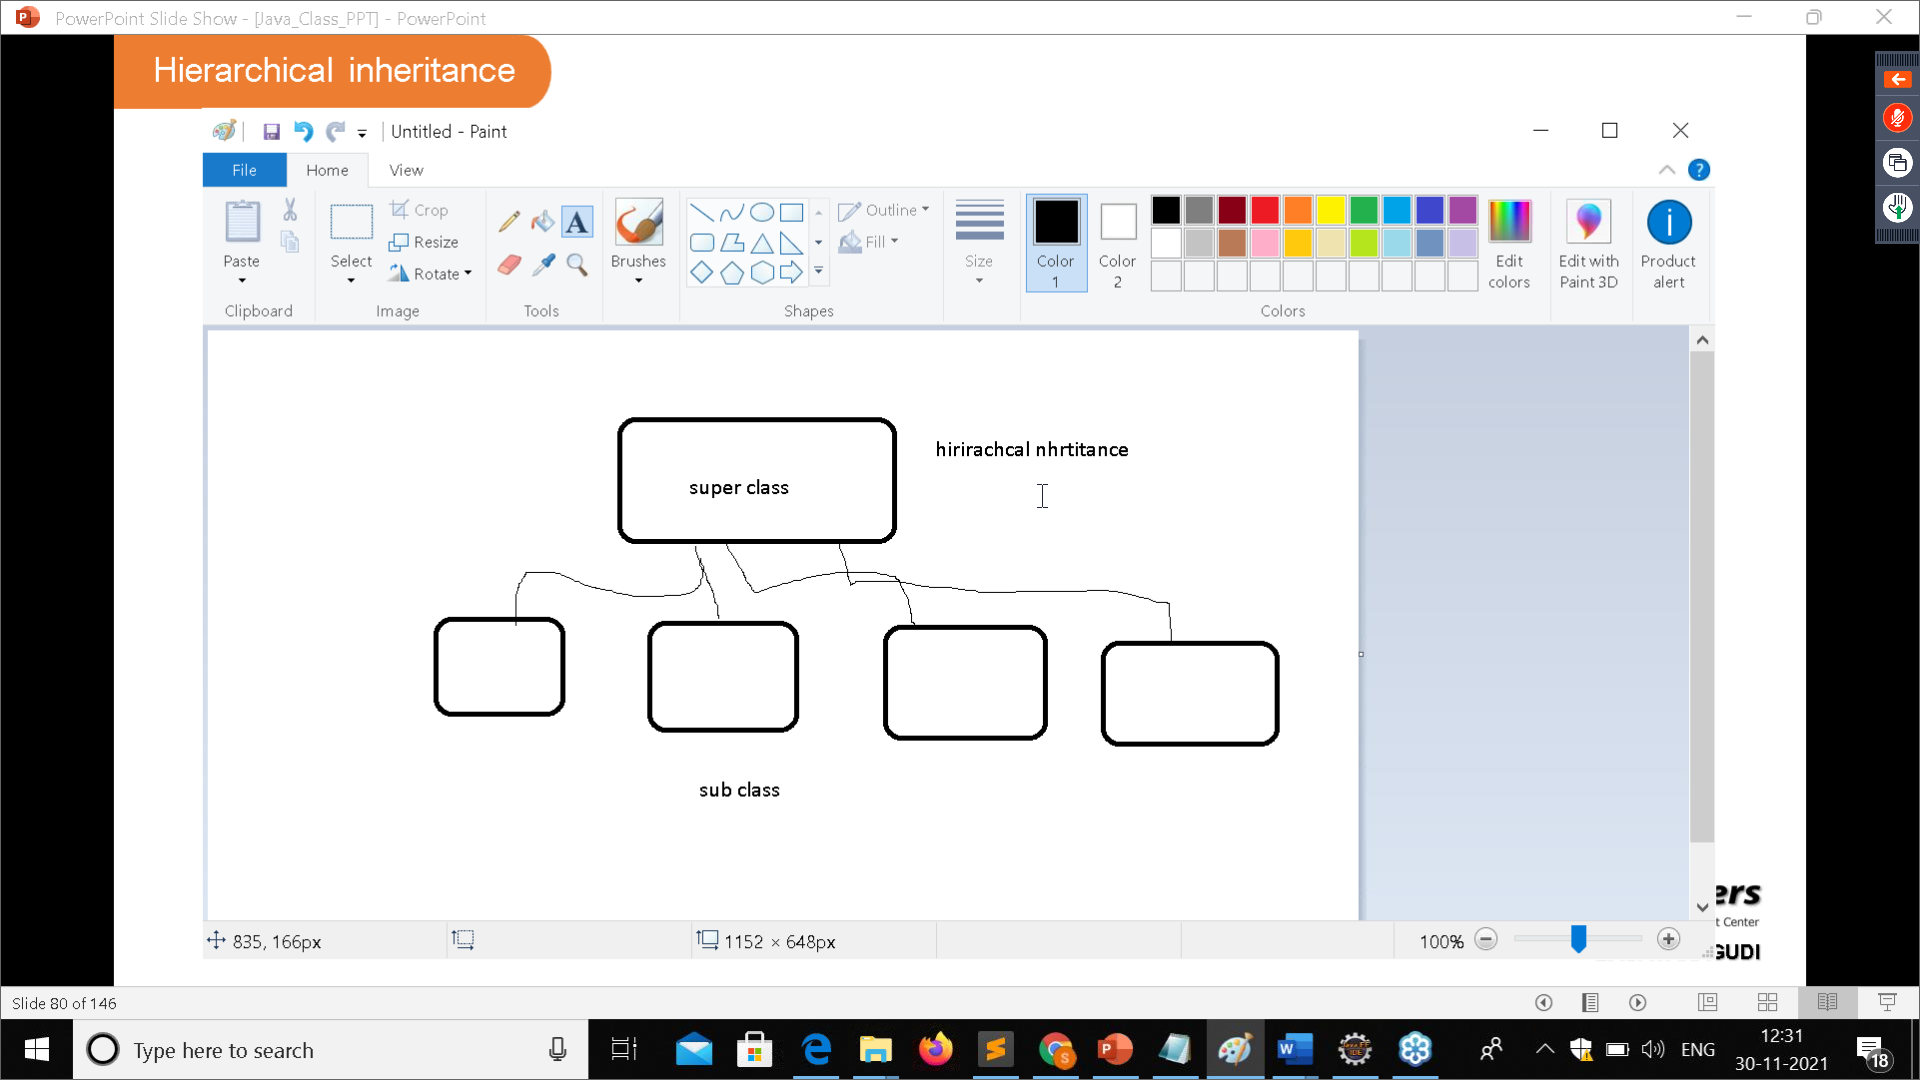 PowerPoint Slide Show - [Java_Class_PPT] - PowerPoint
Hierarchical inheritance
Untitled - Paint
File Home View
Paste
Clipboard
Select
Crop
Resize
Rotate
Image
A
Tools
Brushes
Shapes
Outline
Fill
Size
Color 1
Color 2
Colors
Edit colors
Edit with Paint 3D
Product alert
super class
hirirachcal nhrtitance
sub class
ers
t Center
GUDI
835, 166px
1152 × 648px
100%
Slide 80 of 146
Type here to search
ENG
12:31
30-11-2021
18